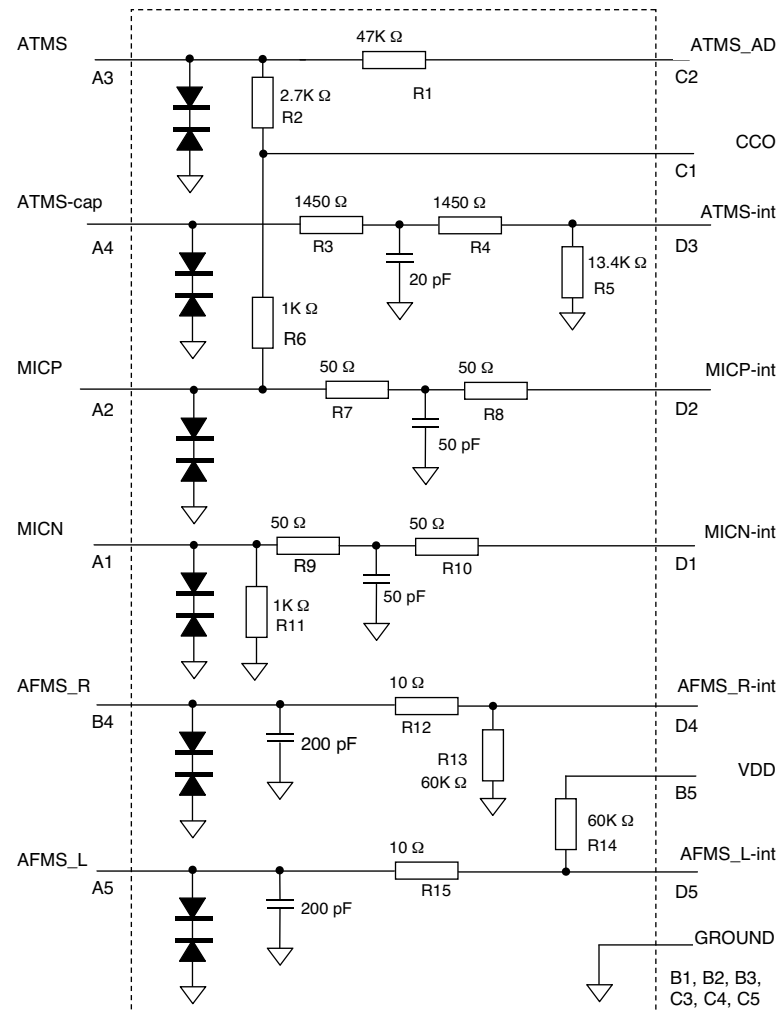 ATMS
47K Ω
ATMS_AD
A3
R1
C2
2.7K Ω
R2
CCO
C1
ATMS-cap
1450 Ω
1450 Ω
ATMS-int
A4
R3
R4
D3
20 pF
13.4K Ω
R5
1K Ω
R6
MICP
50 Ω
50 Ω
MICP-int
A2
R7
R8
D2
50 pF
MICN
50 Ω
50 Ω
MICN-int
A1
R9
R10
D1
50 pF
1K Ω
R11
AFMS_R
10 Ω
AFMS_R-int
B4
R12
D4
200 pF
R13
60K Ω
VDD
B5
60K Ω
R14
AFMS_L
10 Ω
AFMS_L-int
A5
R15
D5
200 pF
GROUND
B1, B2, B3,
C3, C4, C5